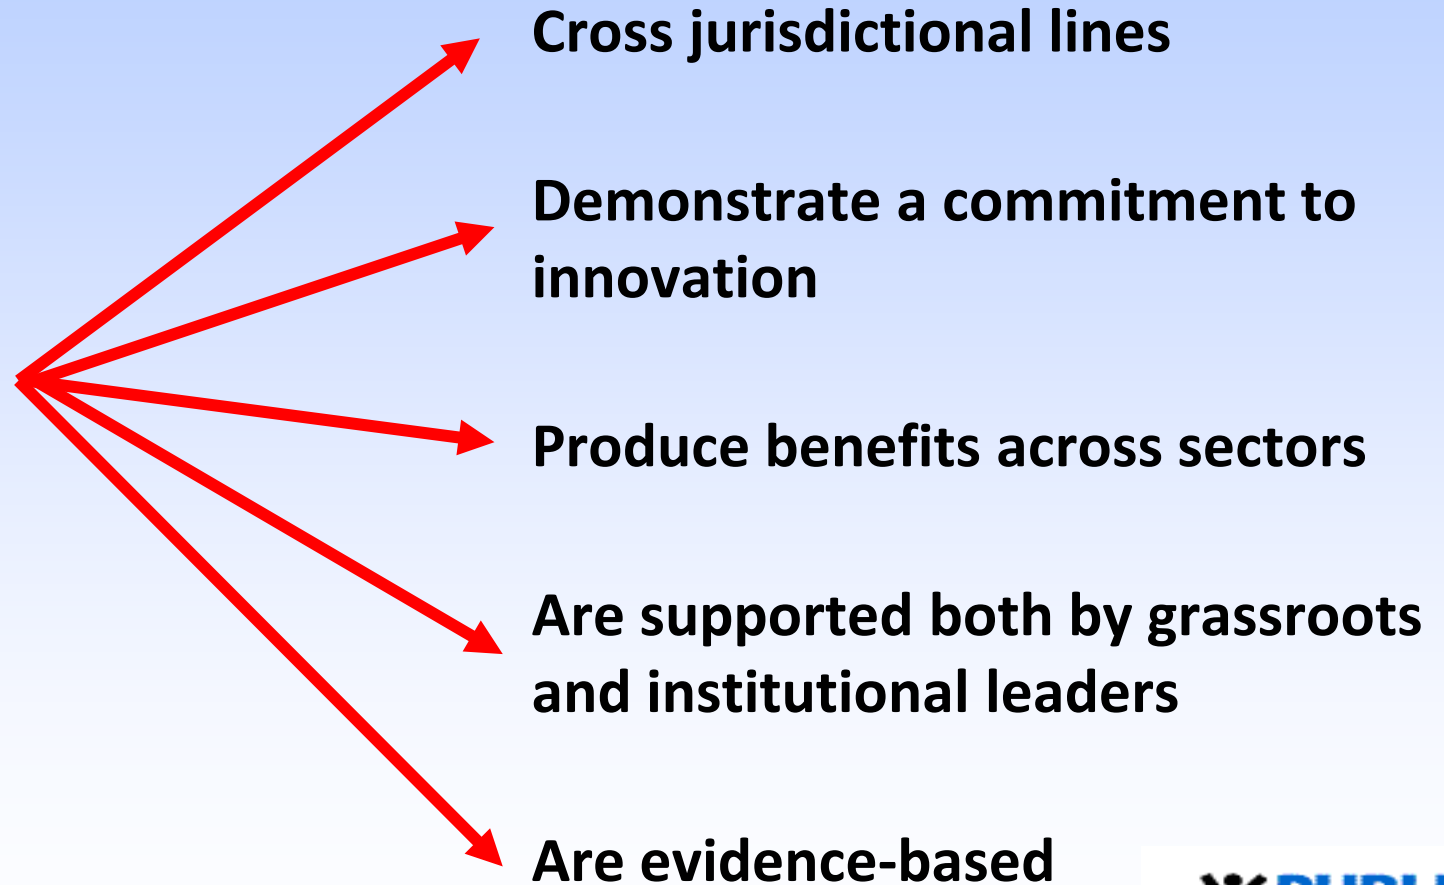 Cross jurisdictional lines
Demonstrate a commitment to
innovation
Produce benefits across sectors
Are supported both by grassroots
and institutional leaders
Are evidence-based